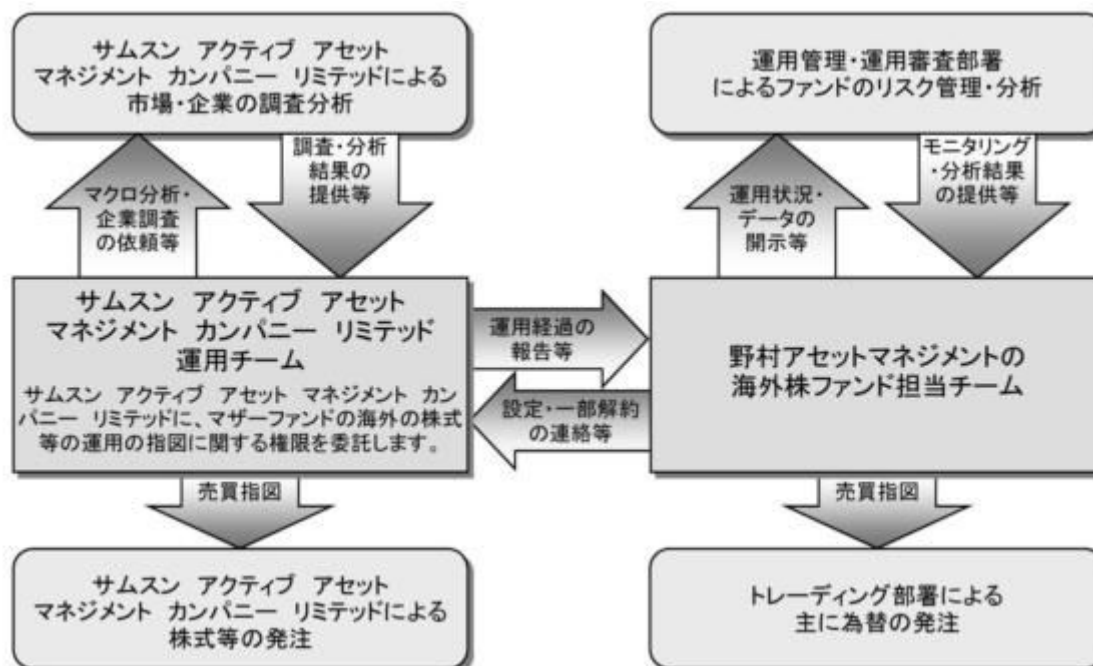 サムスン アクティブ アセット
マネジメント カンパニー リミテッドによる
市場・企業の調査分析
運用管理・運用審査部署
によるファンドのリスク管理・分析
マクロ分析・
企業調査
の依頼等
調査・分析
結果の
提供等
運用状況・
データの
開示等
モニタリング
・分析結果
の提供等
サムスン アクティブ アセット
マネジメント カンパニー リミテッド
運用チーム
サムスン アクティブ アセット マネジメント カン
パニー リミテッドに、マザーファンドの海外の株式
等の運用の指図に関する権限を委託します。
運用経過の
報告等
設定・一部解約
の連絡等
野村アセットマネジメントの
海外株ファンド担当チーム
売買指図
売買指図
サムスン アクティブ アセット
マネジメント カンパニー リミテッドによる
株式等の発注
トレーディング部署による
主に為替の発注